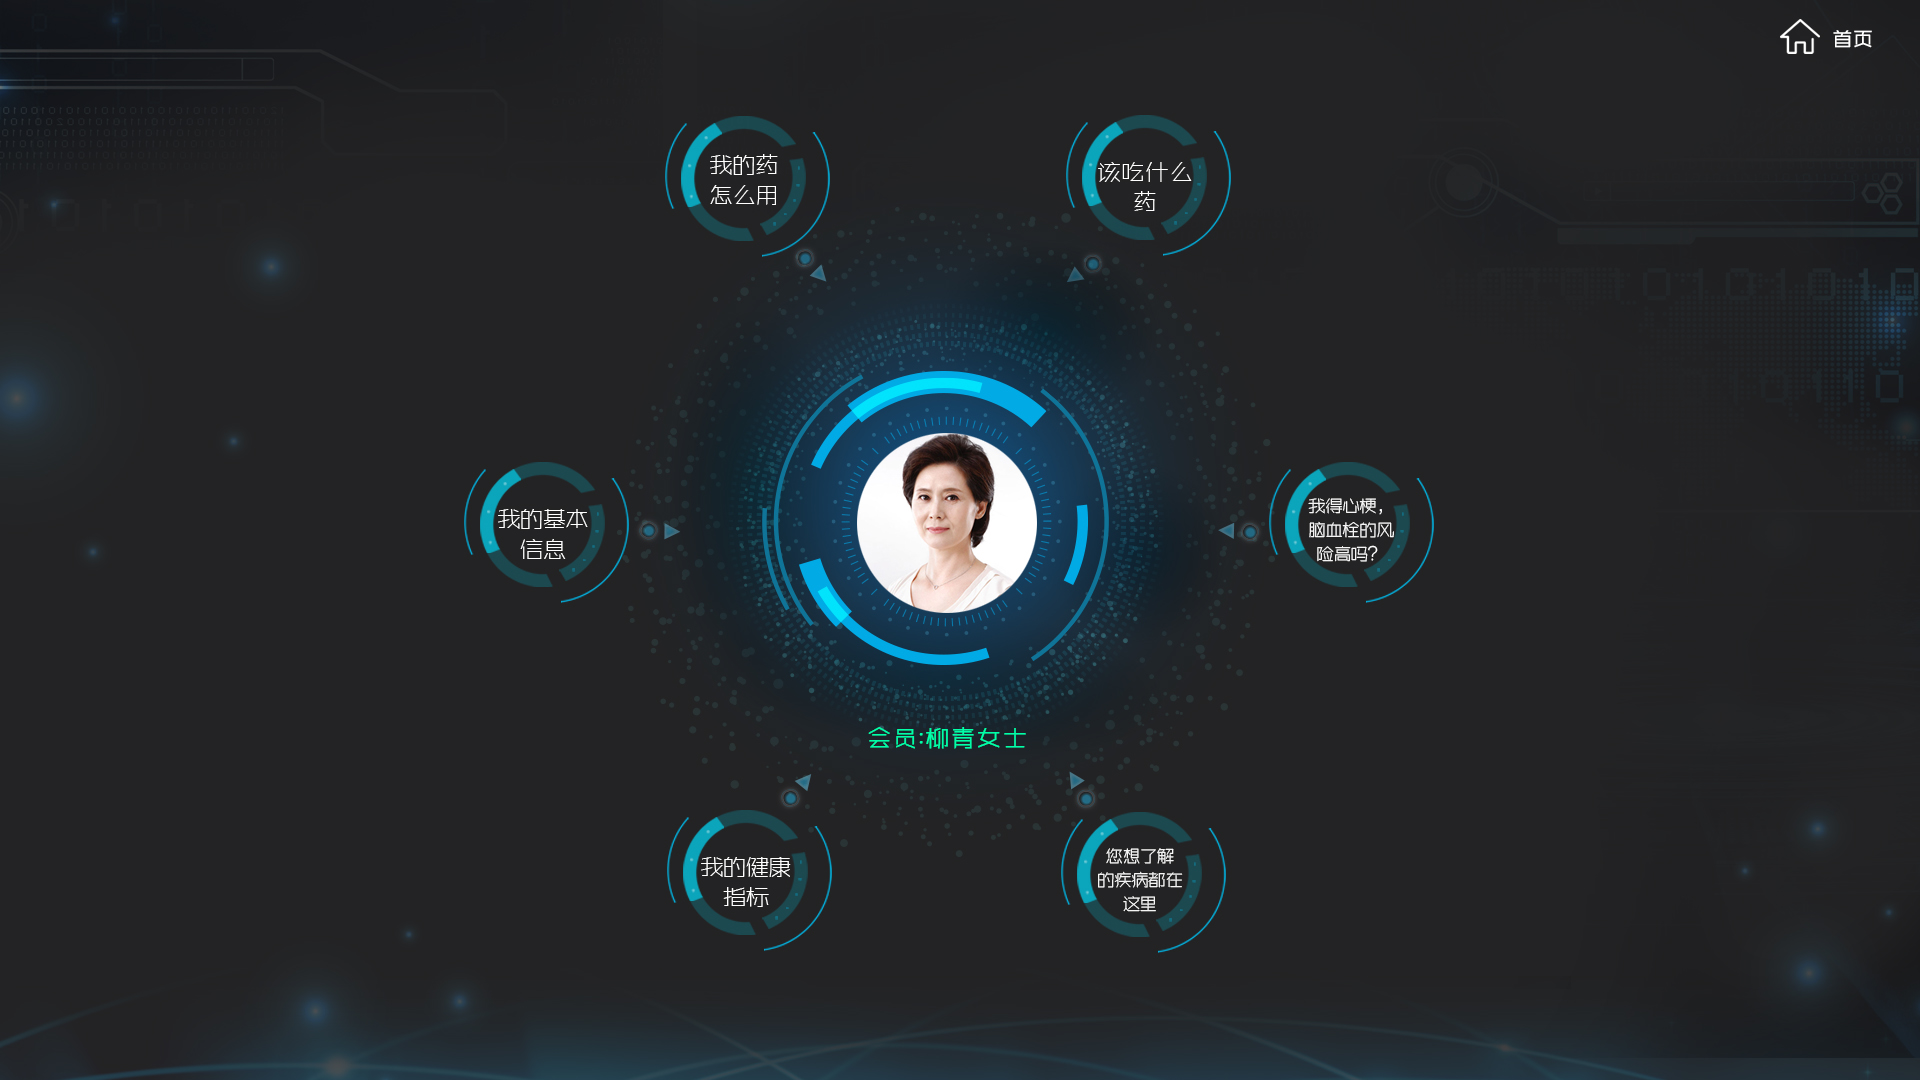 首页
我的药
怎么用
该吃什么
药
我的基本
信息
我得心梗，
脑血栓的风
险高吗？
会员:柳青女士
我的健康
指标
您想了解
的疾病都在
这里